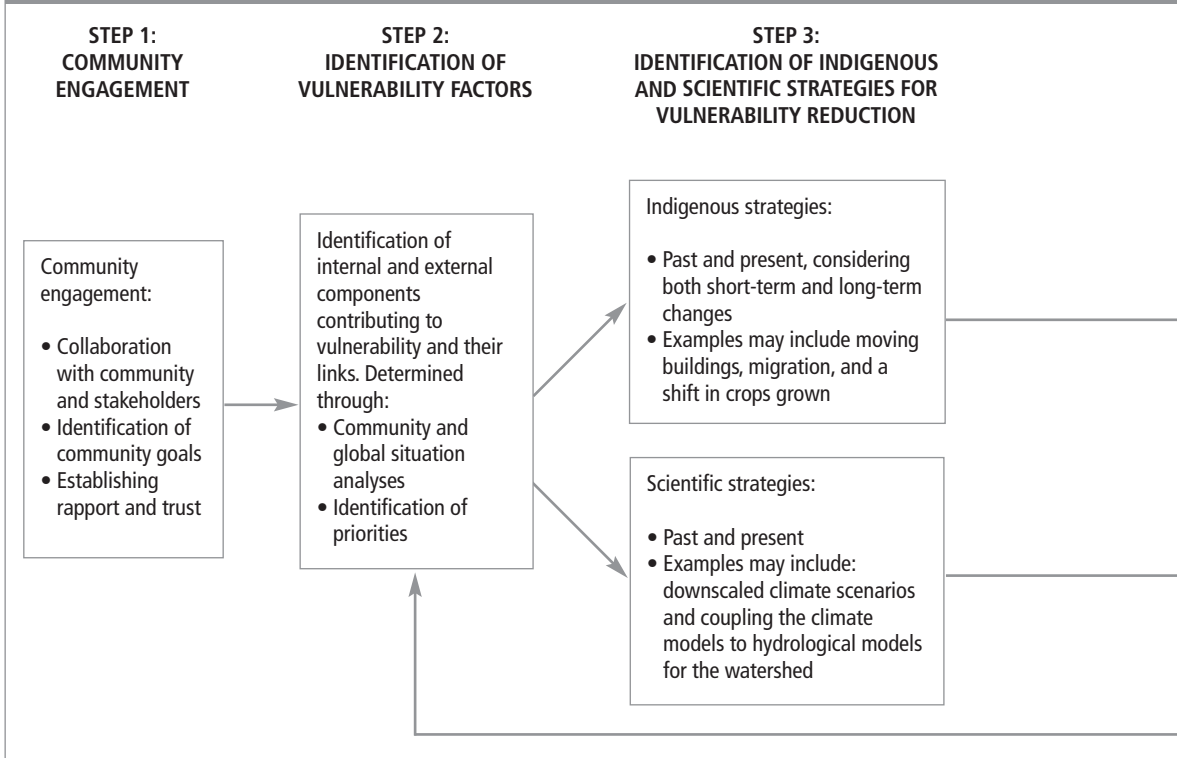 STEP 1:
COMMUNITY
ENGAGEMENT
STEP 2:
IDENTIFICATION OF
VULNERABILITY FACTORS
STEP 3:
IDENTIFICATION OF INDIGENOUS
AND SCIENTIFIC STRATEGIES FOR
VULNERABILITY REDUCTION
Community
engagement:
• Collaboration
with community
and stakeholders
• Identification of
community goals
• Establishing
rapport and trust
Identification of
internal and external
components
contributing to
vulnerability and their
links. Determined
through:
• Community and
global situation
analyses
• Identification of
priorities
Indigenous strategies:
• Past and present, considering
both short-term and long-term
changes
• Examples may include moving
buildings, migration, and a
shift in crops grown
Scientific strategies:
• Past and present
• Examples may include:
downscaled climate scenarios
and coupling the climate
models to hydrological models
for the watershed